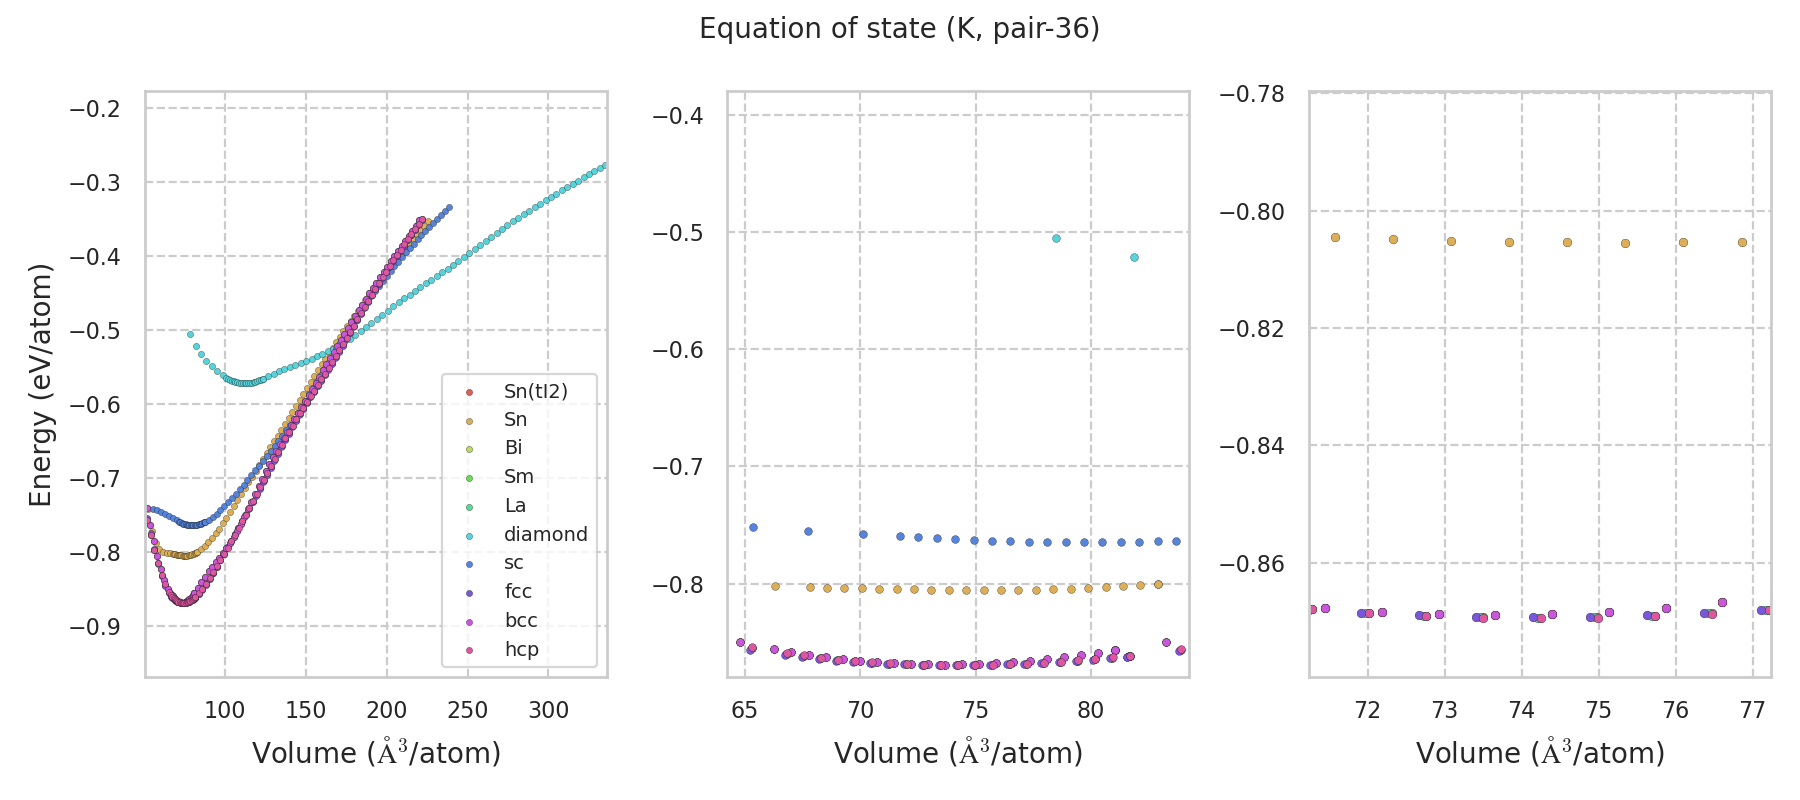 Equation of state (K, pair-36)
Energy (eV/atom)
−0.2
−0.3
−0.4
−0.5
−0.6
−0.7
−0.8
−0.9
100 150 200 250 300
Volume (Å³/atom)
Sn(tI2)
Sn
Bi
Sm
La
diamond
sc
fcc
bcc
hcp
−0.4
−0.5
−0.6
−0.7
−0.8
65 70 75 80
Volume (Å³/atom)
−0.78
−0.80
−0.82
−0.84
−0.86
72 73 74 75 76 77
Volume (Å³/atom)